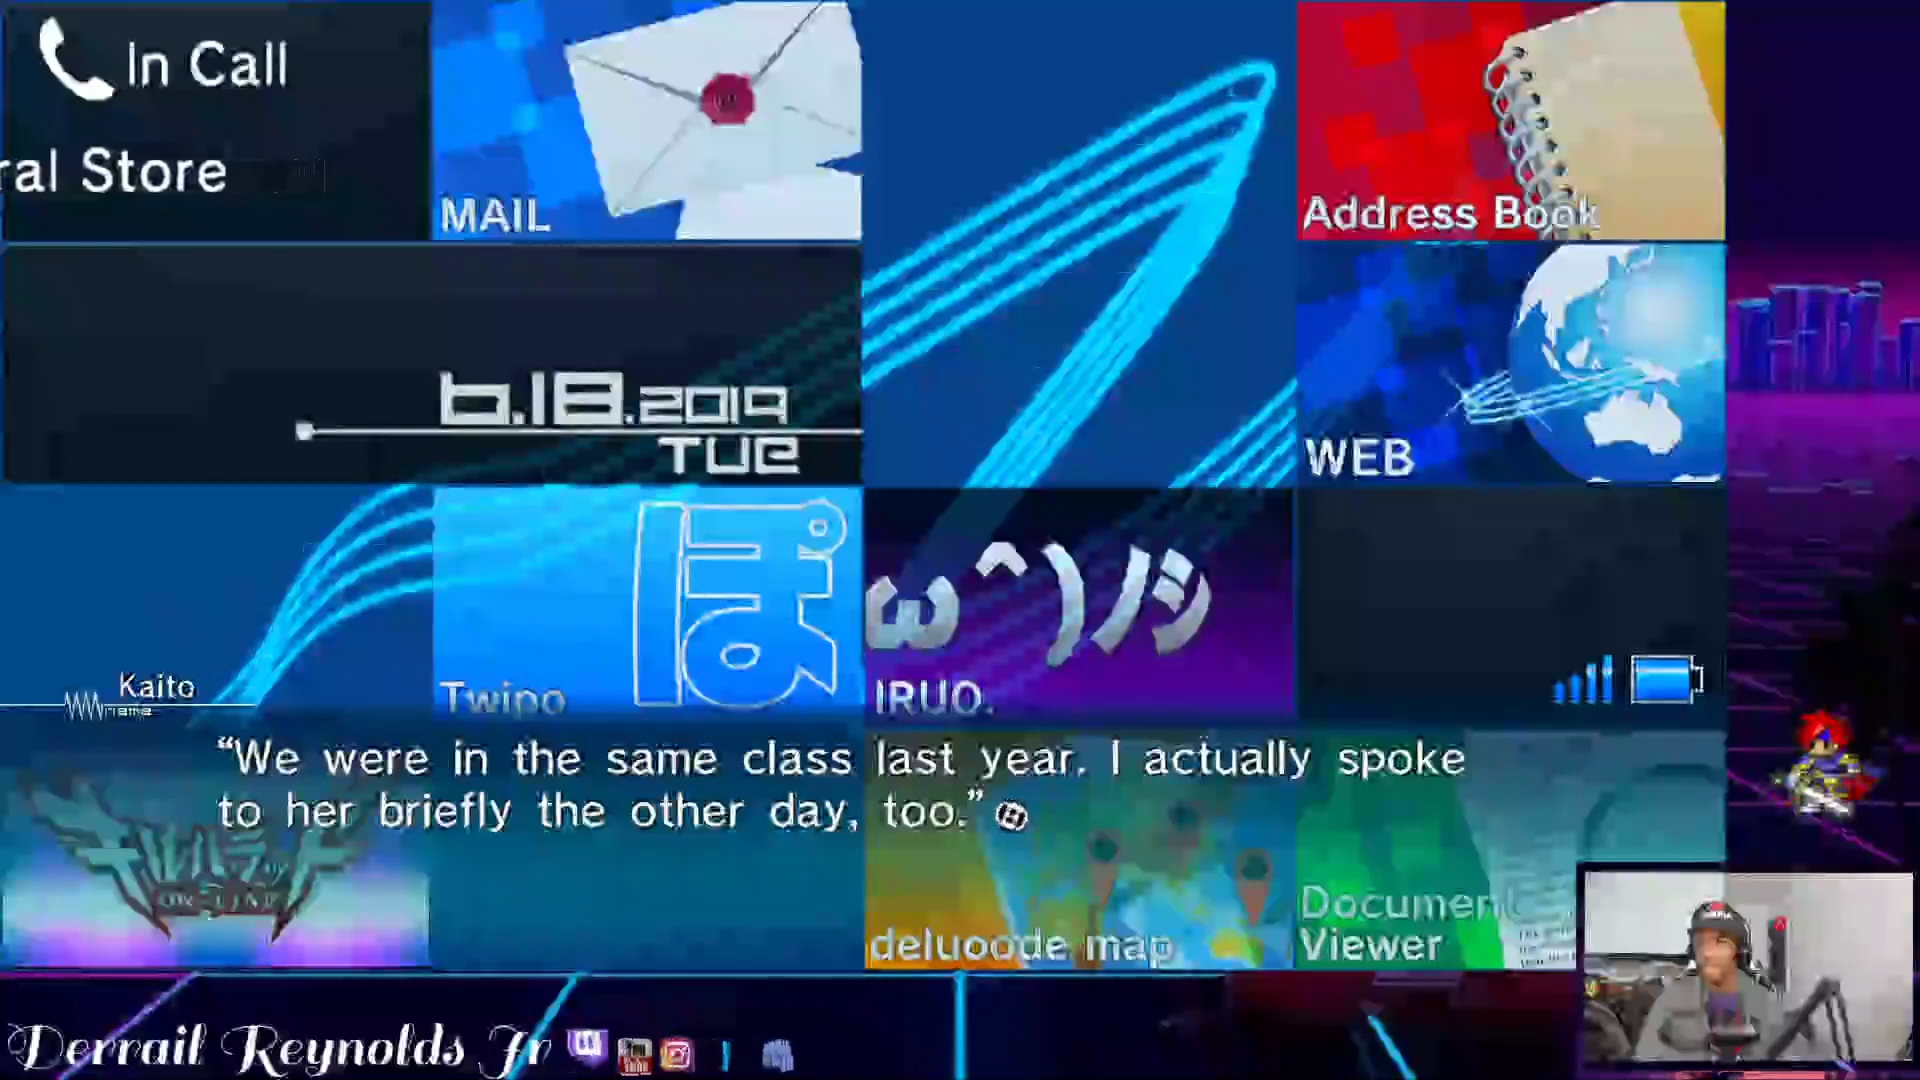 In Call
ral Store
MAIL
Address Book
6.18.2019
TUE
WEB
Kaito
ぽ
Twipo
ω^)ノシ
IRUO.
“We were in the same class last year. I actually spoke
to her briefly the other day, too.”
deluoode map
Document
Viewer
Derrail Reynolds Jr